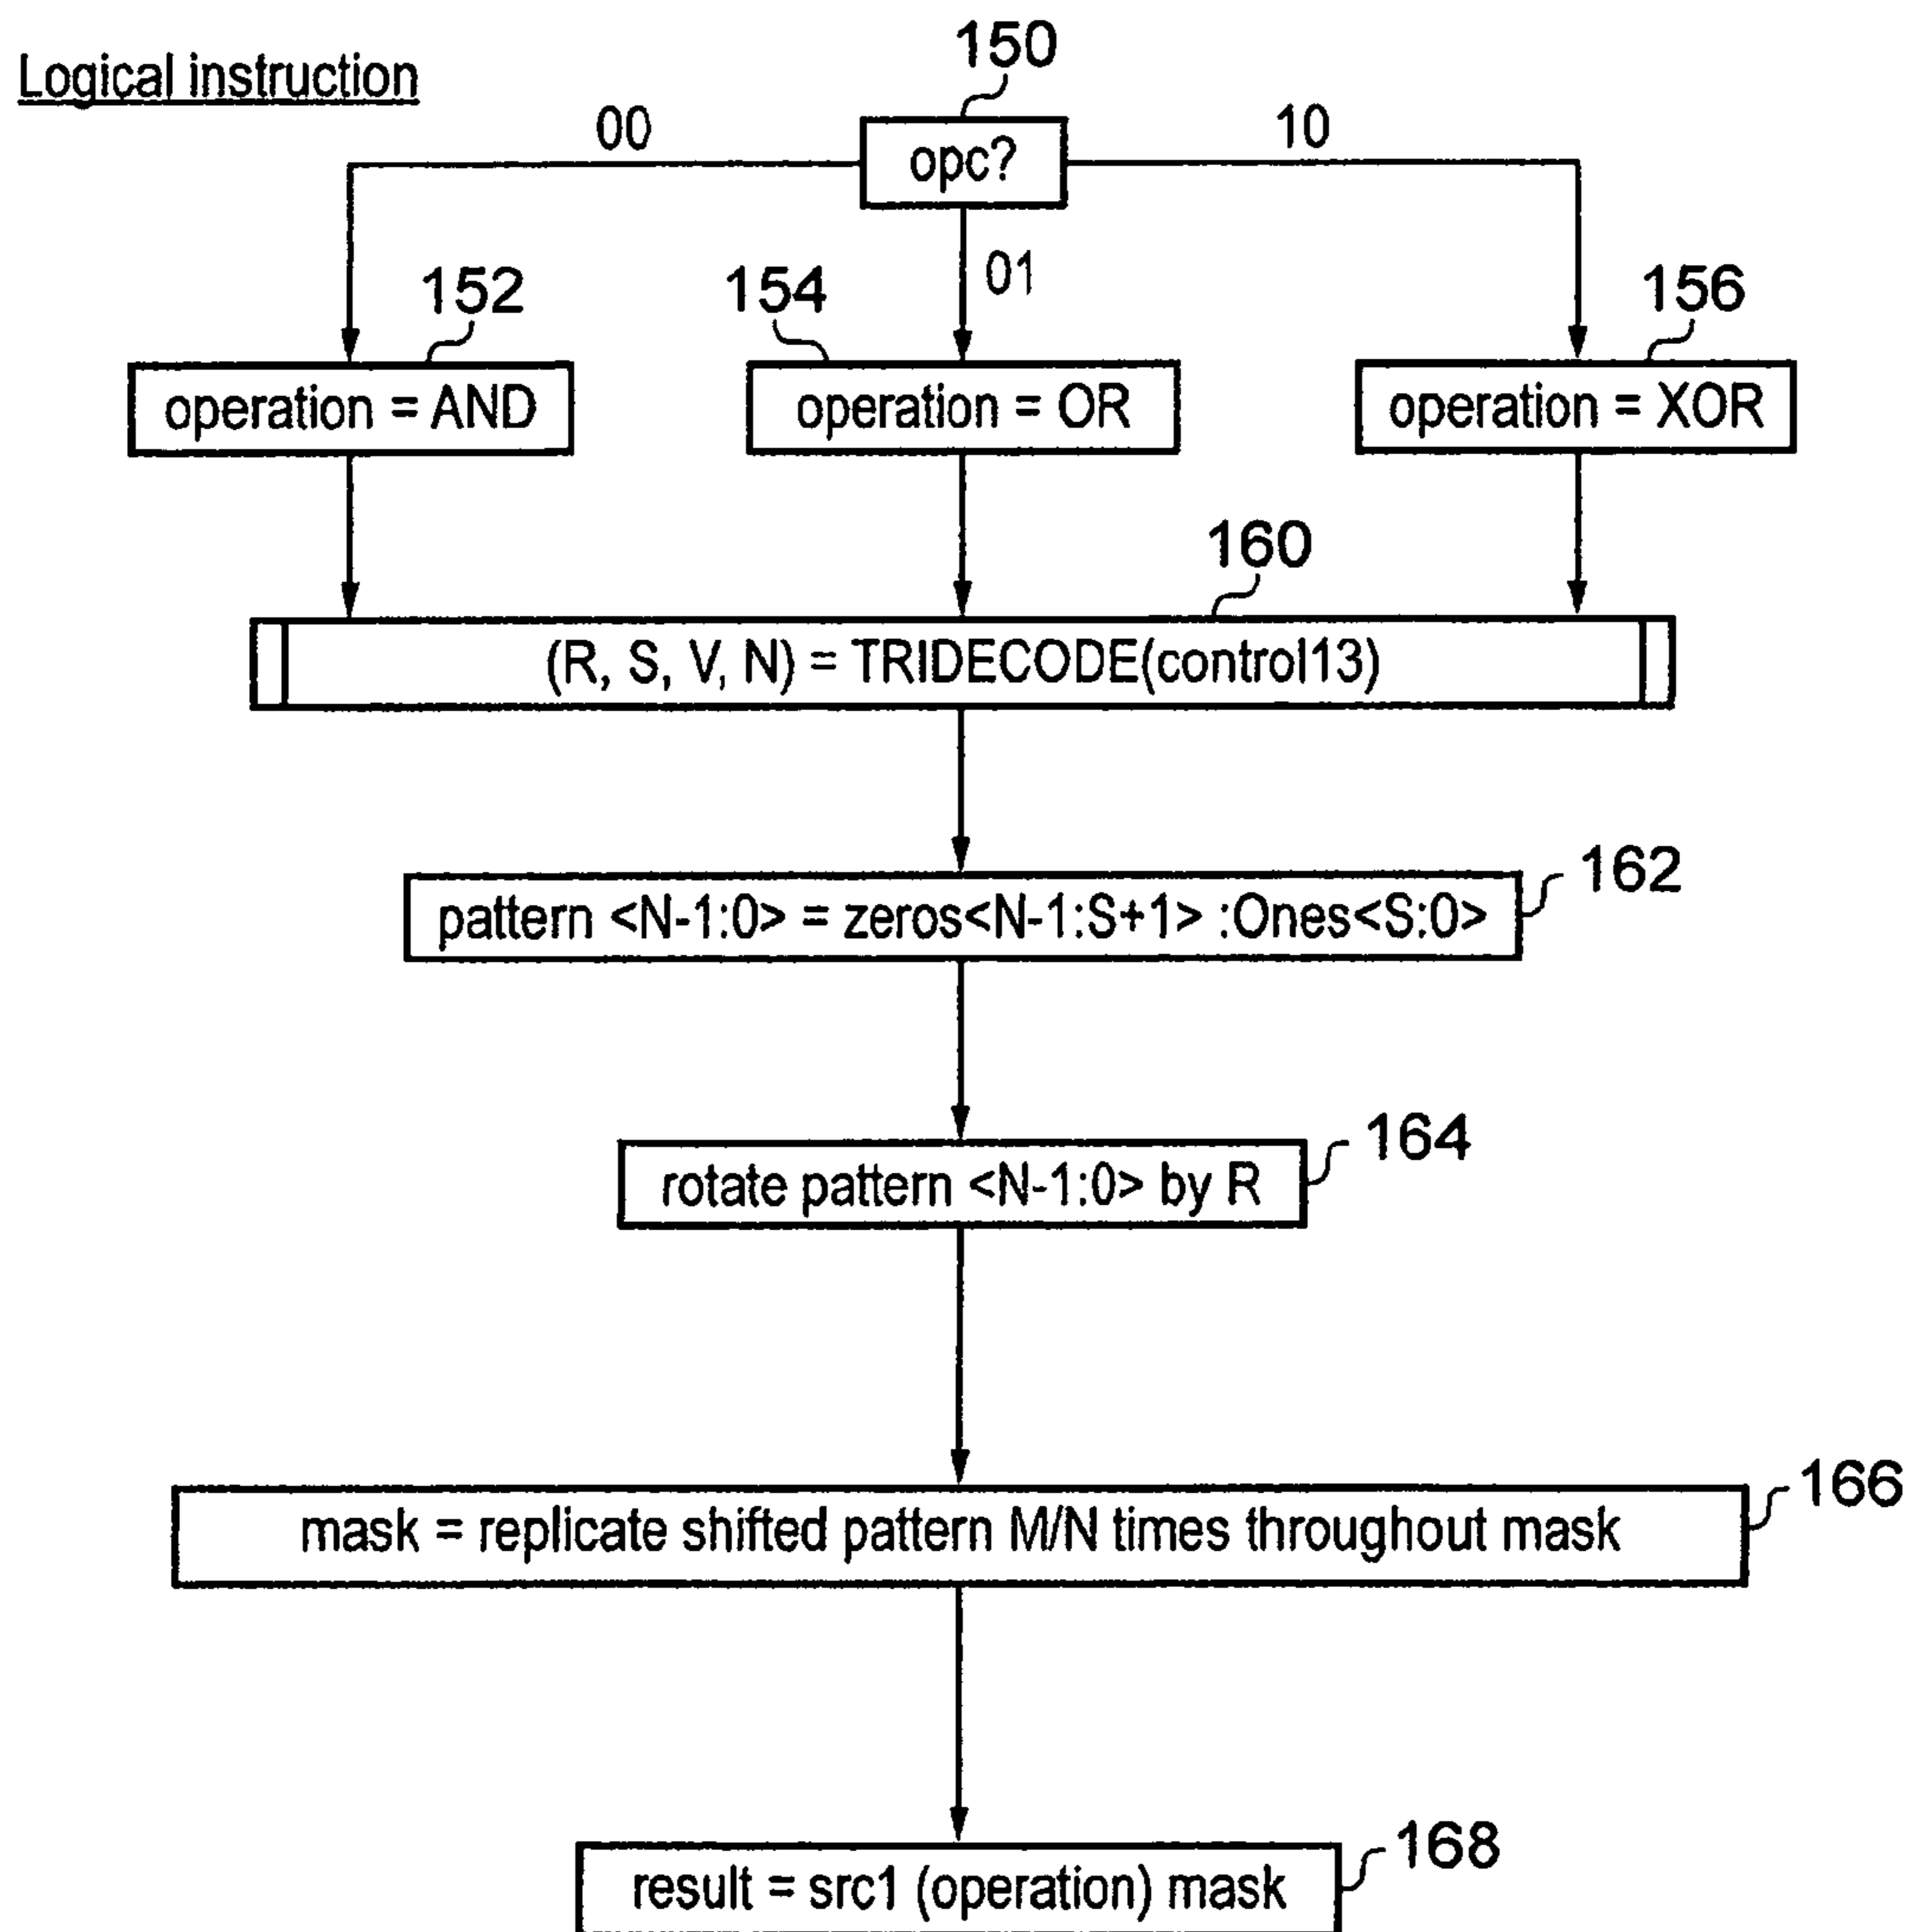 Logical instruction
150
00
opc?
10
01
152
154
156
operation = AND
operation = OR
operation = XOR
160
(R, S, V, N) = TRIDECODE(control13)
162
pattern <N-1:0> = zeros<N-1:S+1> :Ones<S:0>
164
rotate pattern <N-1:0> by R
166
mask = replicate shifted pattern M/N times throughout mask
168
result = src1 (operation) mask